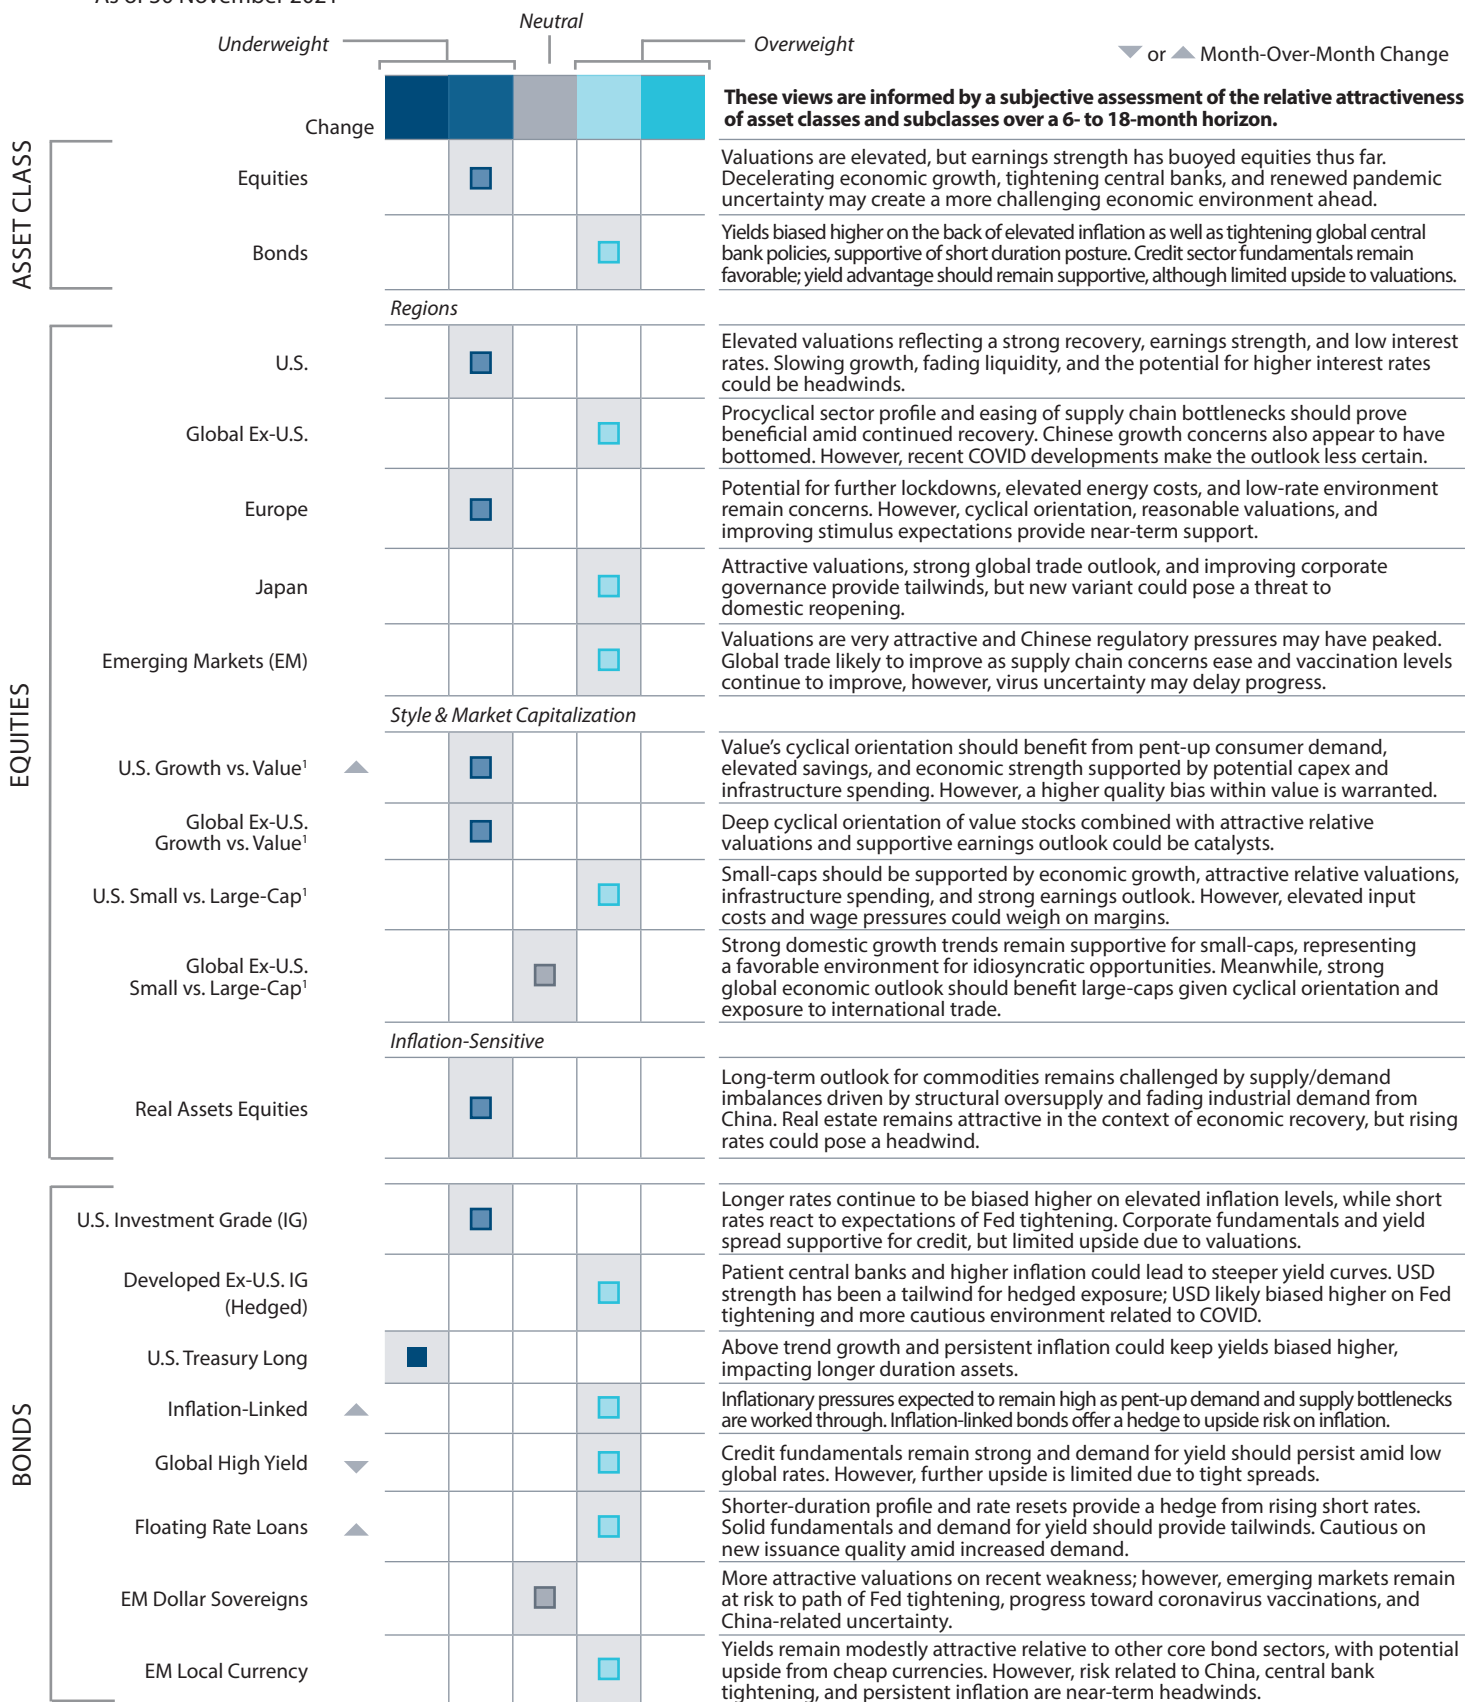 As of 30 November 2021
Underweight
Neutral
Overweight
or Month-Over-Month Change
Change
These views are informed by a subjective assessment of the relative attractiveness
of asset classes and subclasses over a 6- to 18-month horizon.
ASSET CLASS
Equities
Valuations are elevated, but earnings strength has buoyed equities thus far.
Decelerating economic growth, tightening central banks, and renewed pandemic
uncertainty may create a more challenging economic environment ahead.
Bonds
Yields biased higher on the back of elevated inflation as well as tightening global central
bank policies, supportive of short duration posture. Credit sector fundamentals remain
favorable; yield advantage should remain supportive, although limited upside to valuations.
EQUITIES
Regions
U.S.
Elevated valuations reflecting a strong recovery, earnings strength, and low interest
rates. Slowing growth, fading liquidity, and the potential for higher interest rates
could be headwinds.
Global Ex-U.S.
Procyclical sector profile and easing of supply chain bottlenecks should prove
beneficial amid continued recovery. Chinese growth concerns also appear to have
bottomed. However, recent COVID developments make the outlook less certain.
Europe
Potential for further lockdowns, elevated energy costs, and low-rate environment
remain concerns. However, cyclical orientation, reasonable valuations, and
improving stimulus expectations provide near-term support.
Japan
Attractive valuations, strong global trade outlook, and improving corporate
governance provide tailwinds, but new variant could pose a threat to
domestic reopening.
Emerging Markets (EM)
Valuations are very attractive and Chinese regulatory pressures may have peaked.
Global trade likely to improve as supply chain concerns ease and vaccination levels
continue to improve, however, virus uncertainty may delay progress.
Style & Market Capitalization
U.S. Growth vs. Value¹
Value’s cyclical orientation should benefit from pent-up consumer demand,
elevated savings, and economic strength supported by potential capex and
infrastructure spending. However, a higher quality bias within value is warranted.
Global Ex-U.S.
Growth vs. Value¹
Deep cyclical orientation of value stocks combined with attractive relative
valuations and supportive earnings outlook could be catalysts.
U.S. Small vs. Large-Cap¹
Small-caps should be supported by economic growth, attractive relative valuations,
infrastructure spending, and strong earnings outlook. However, elevated input
costs and wage pressures could weigh on margins.
Global Ex-U.S.
Small vs. Large-Cap¹
Strong domestic growth trends remain supportive for small-caps, representing
a favorable environment for idiosyncratic opportunities. Meanwhile, strong
global economic outlook should benefit large-caps given cyclical orientation and
exposure to international trade.
Inflation-Sensitive
Real Assets Equities
Long-term outlook for commodities remains challenged by supply/demand
imbalances driven by structural oversupply and fading industrial demand from
China. Real estate remains attractive in the context of economic recovery, but rising
rates could pose a headwind.
BONDS
U.S. Investment Grade (IG)
Longer rates continue to be biased higher on elevated inflation levels, while short
rates react to expectations of Fed tightening. Corporate fundamentals and yield
spread supportive for credit, but limited upside due to valuations.
Developed Ex-U.S. IG
(Hedged)
Patient central banks and higher inflation could lead to steeper yield curves. USD
strength has been a tailwind for hedged exposure; USD likely biased higher on Fed
tightening and more cautious environment related to COVID.
U.S. Treasury Long
Above trend growth and persistent inflation could keep yields biased higher,
impacting longer duration assets.
Inflation-Linked
Inflationary pressures expected to remain high as pent-up demand and supply bottlenecks
are worked through. Inflation-linked bonds offer a hedge to upside risk on inflation.
Global High Yield
Credit fundamentals remain strong and demand for yield should persist amid low
global rates. However, further upside is limited due to tight spreads.
Floating Rate Loans
Shorter-duration profile and rate resets provide a hedge from rising short rates.
Solid fundamentals and demand for yield should provide tailwinds. Cautious on
new issuance quality amid increased demand.
EM Dollar Sovereigns
More attractive valuations on recent weakness; however, emerging markets remain
at risk to path of Fed tightening, progress toward coronavirus vaccinations, and
China-related uncertainty.
EM Local Currency
Yields remain modestly attractive relative to other core bond sectors, with potential
upside from cheap currencies. However, risk related to China, central bank
tightening, and persistent inflation are near-term headwinds.